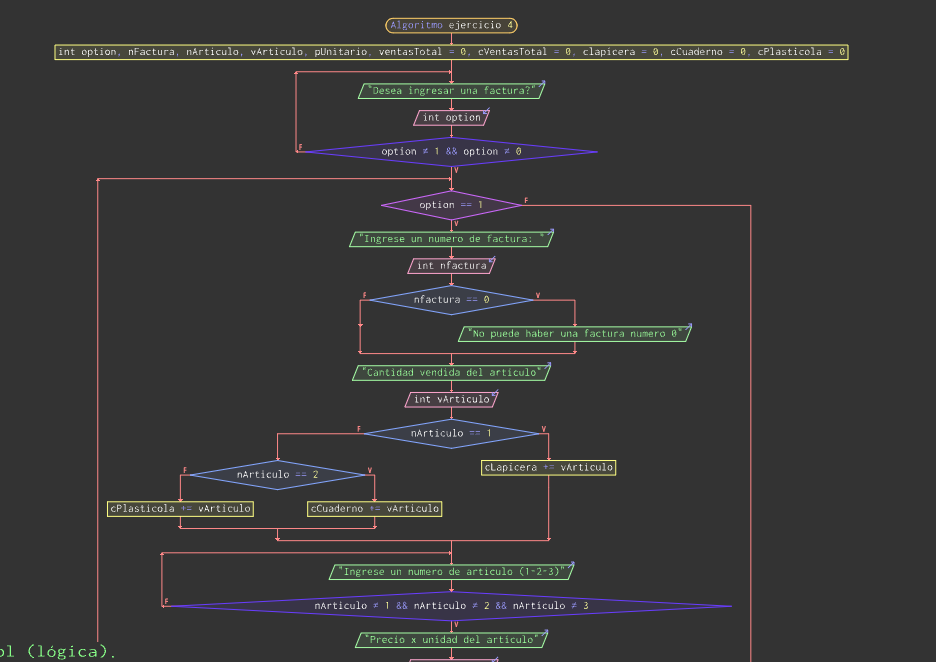 Algoritmo ejercicio 4
int option, nFactura, nArticulo, vArticulo, pUnitario, ventasTotal = 0, cVentasTotal = 0, clapicera = 0, cCuaderno = 0, cPlasticola = 0
"Desea ingresar una factura?"
int option
F
option ≠ 1 && option ≠ 0
V
option == 1
F
V
"Ingrese un numero de factura: "
int nfactura
F
nfactura == 0
V
"No puede haber una factura numero 0"
"Cantidad vendida del articulo"
int vArticulo
F
nArticulo == 1
V
F
nArticulo == 2
V
cLapicera += vArticulo
cPlasticola += vArticulo
cCuaderno += vArticulo
"Ingrese un numero de articulo (1-2-3)"
F
nArticulo ≠ 1 && nArticulo ≠ 2 && nArticulo ≠ 3
V
"Precio x unidad del articulo"
ol (lógica).